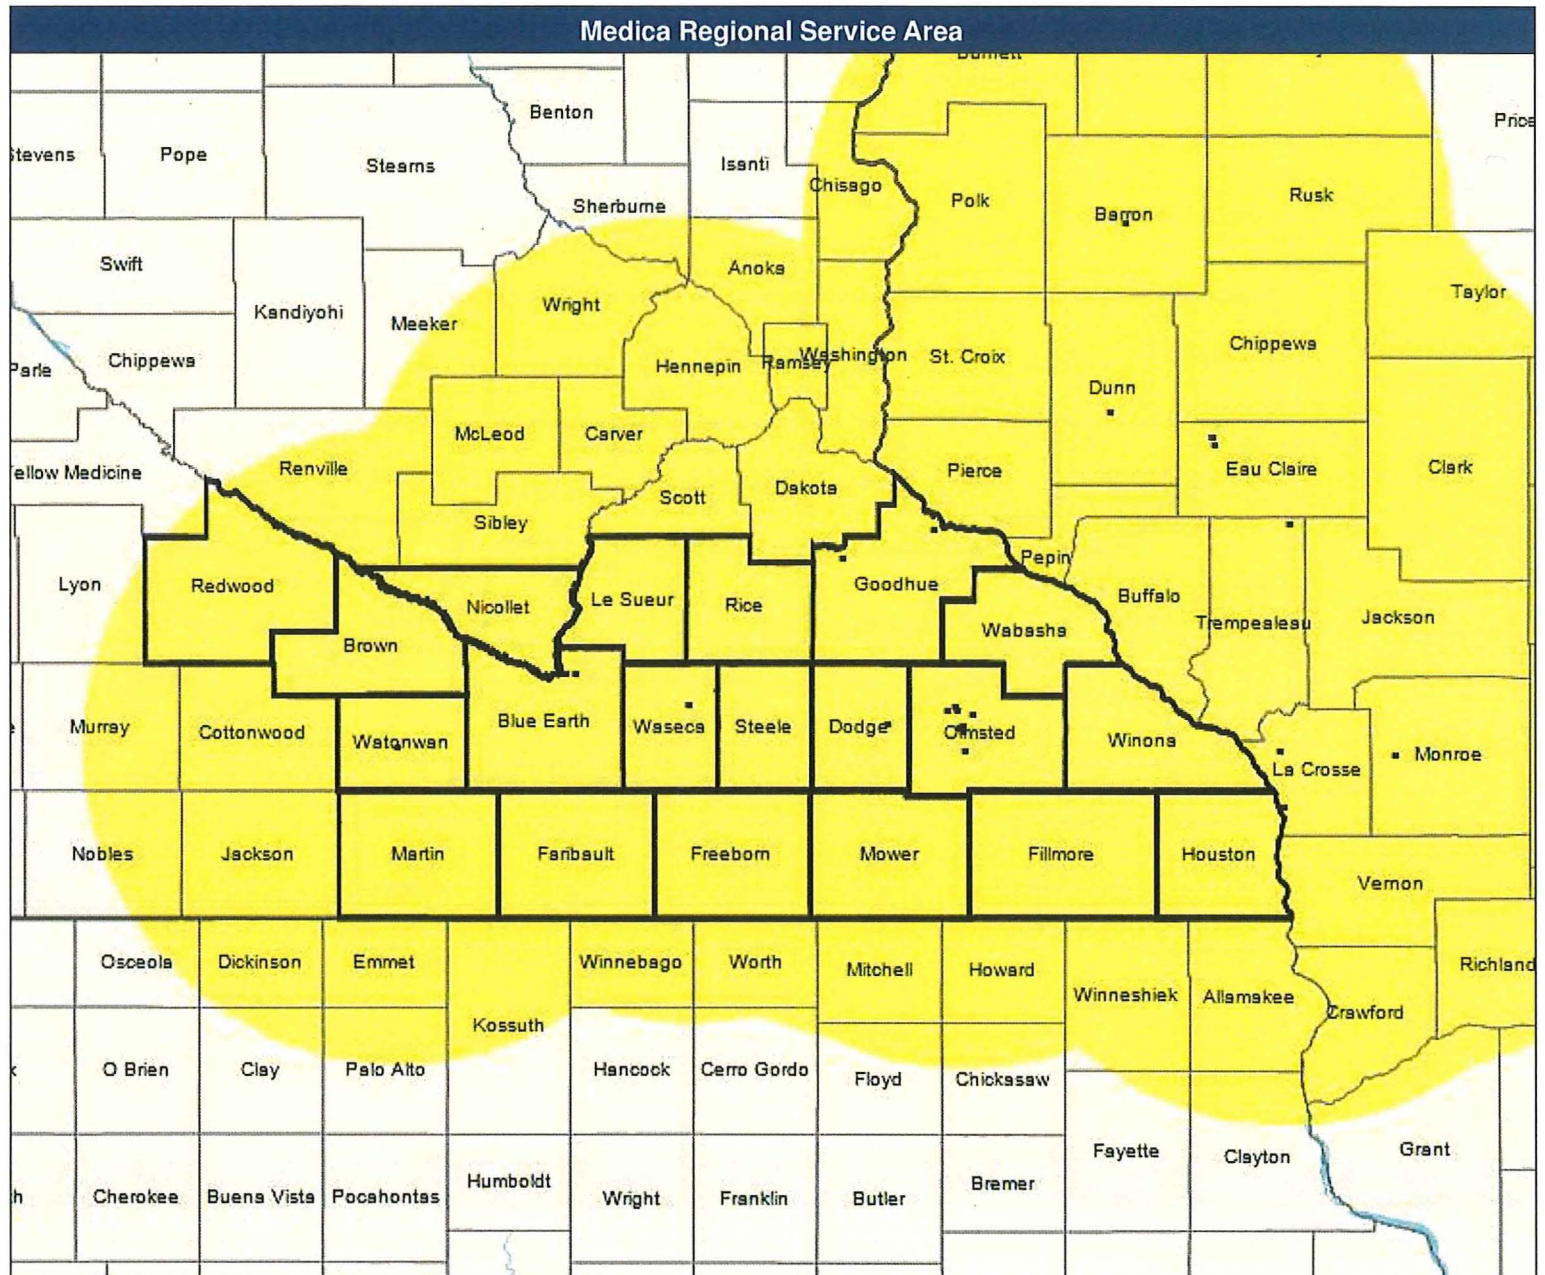 Medica Regional Service Area
Burnett
Benton
Price
Stevens
Pope
Stearns
Isanti
Chisago
Polk
Barron
Rusk
Sherburne
Swift
Anoka
Taylor
Kandiyohi
Meeker
Wright
Chippewa
Hennepin
Ramsey
Washington
St. Croix
Chippewa
Parle
Dunn
McLeod
Carver
Renville
Yellow Medicine
Scott
Dakota
Pierce
Eau Claire
Clark
Sibley
Pepin
Lyon
Redwood
Nicollet
Le Sueur
Rice
Goodhue
Buffalo
Trempealeau
Jackson
Brown
Wabasha
Murray
Cottonwood
Watonwan
Blue Earth
Waseca
Steele
Dodge
Olmsted
Winona
La Crosse
Monroe
Nobles
Jackson
Martin
Faribault
Freeborn
Mower
Fillmore
Houston
Vernon
Osceola
Dickinson
Emmet
Winnebago
Worth
Mitchell
Howard
Richland
Winneshiek
Allamakee
Crawford
Kossuth
O Brien
Clay
Palo Alto
Hancock
Cerro Gordo
Floyd
Chickasaw
Fayette
Clayton
Grant
Cherokee
Buena Vista
Pocahontas
Humboldt
Wright
Franklin
Butler
Bremer